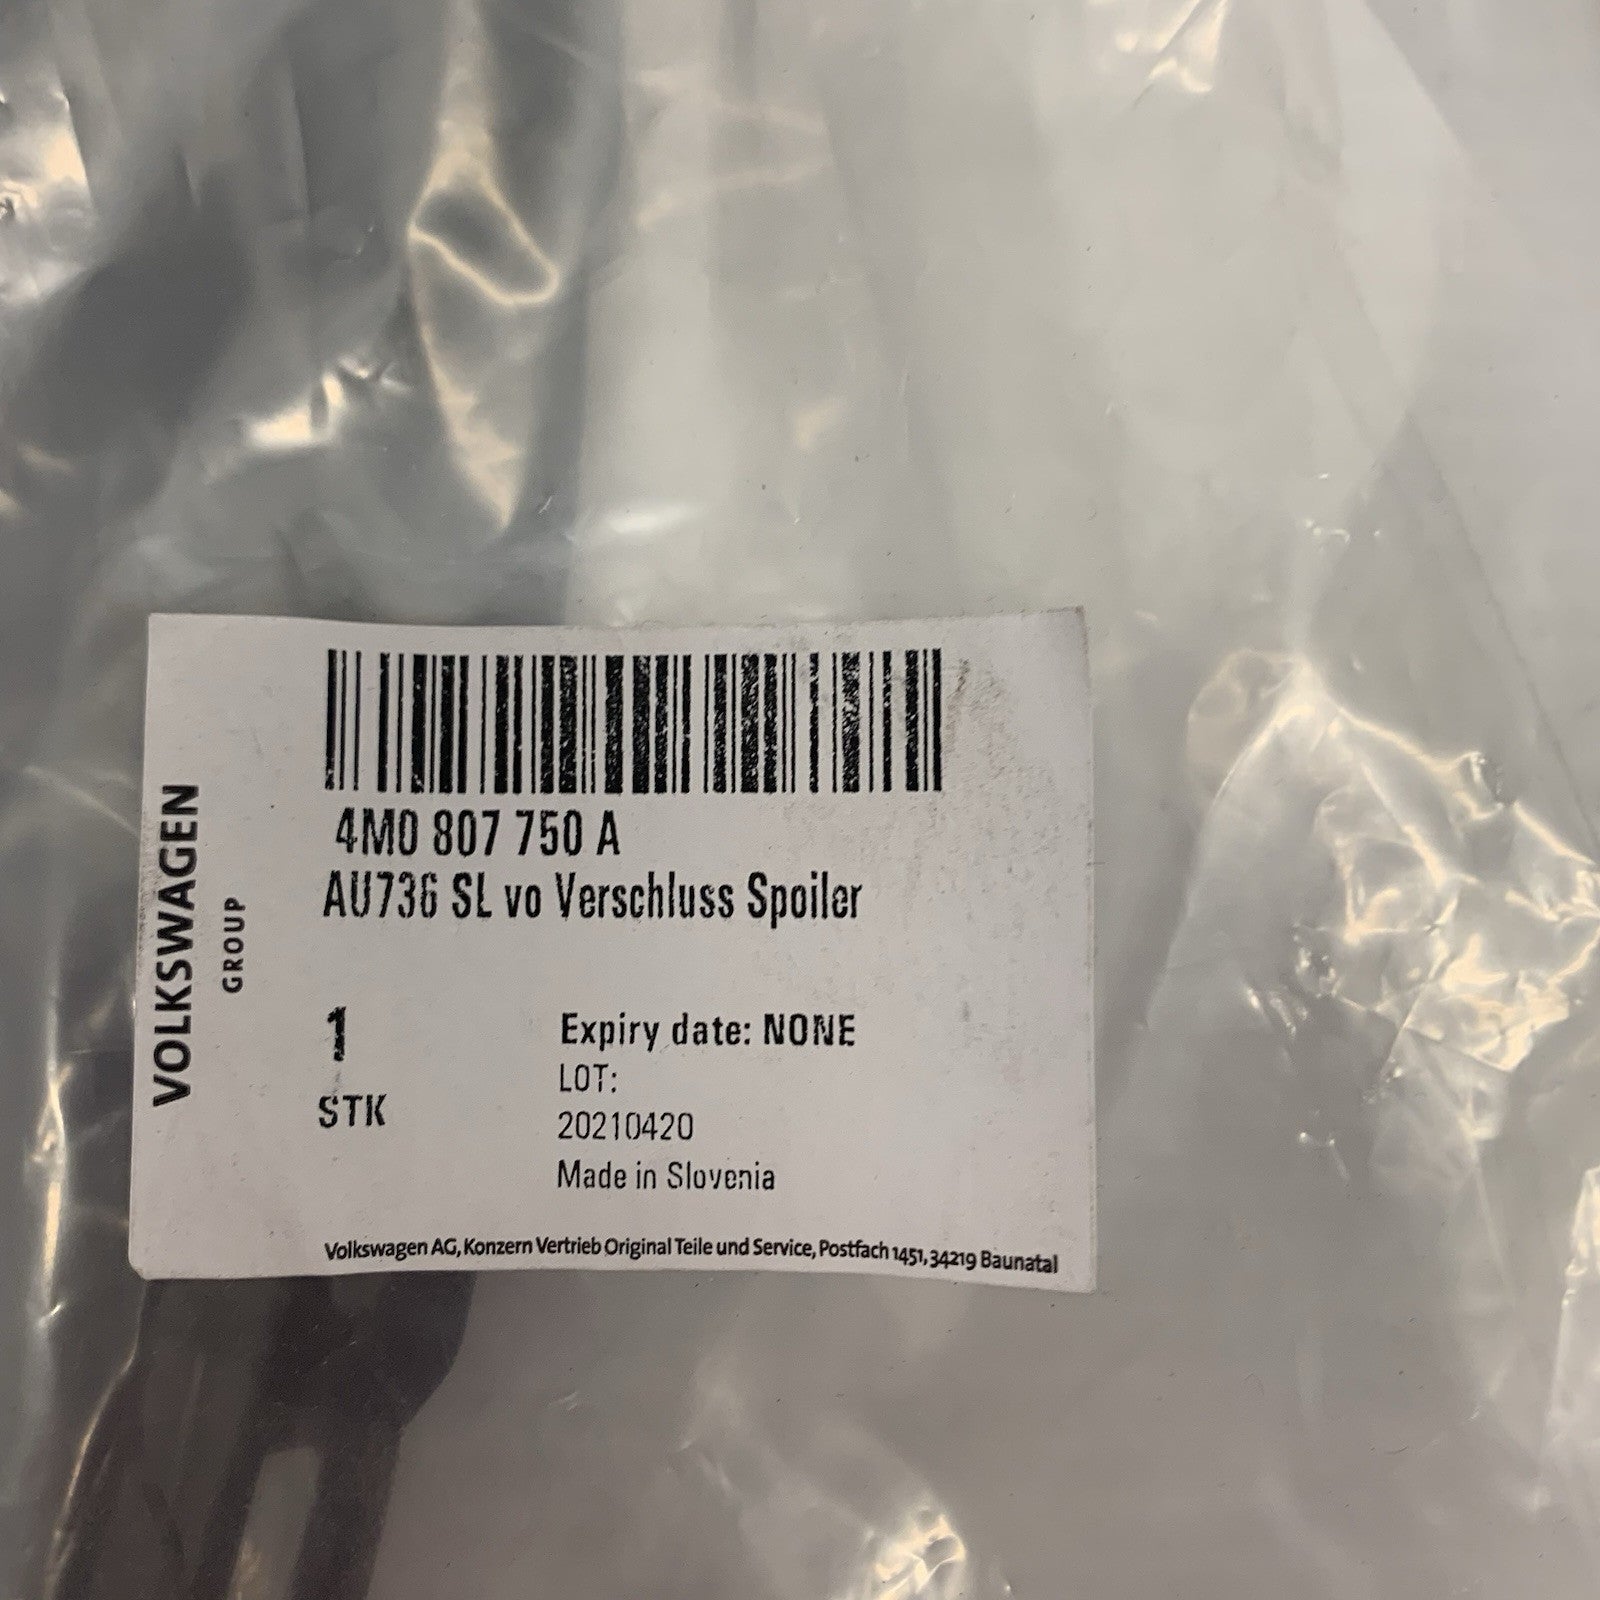 VOLKSWAGEN
GROUP
4M0 807 750 A
AU736 SL vo Verschluss Spoiler
1
STK
Expiry date: NONE
LOT:
20210420
Made in Slovenia
Volkswagen AG, Konzern Vertrieb Original Teile und Service, Postfach 1451, 34219 Baunatal